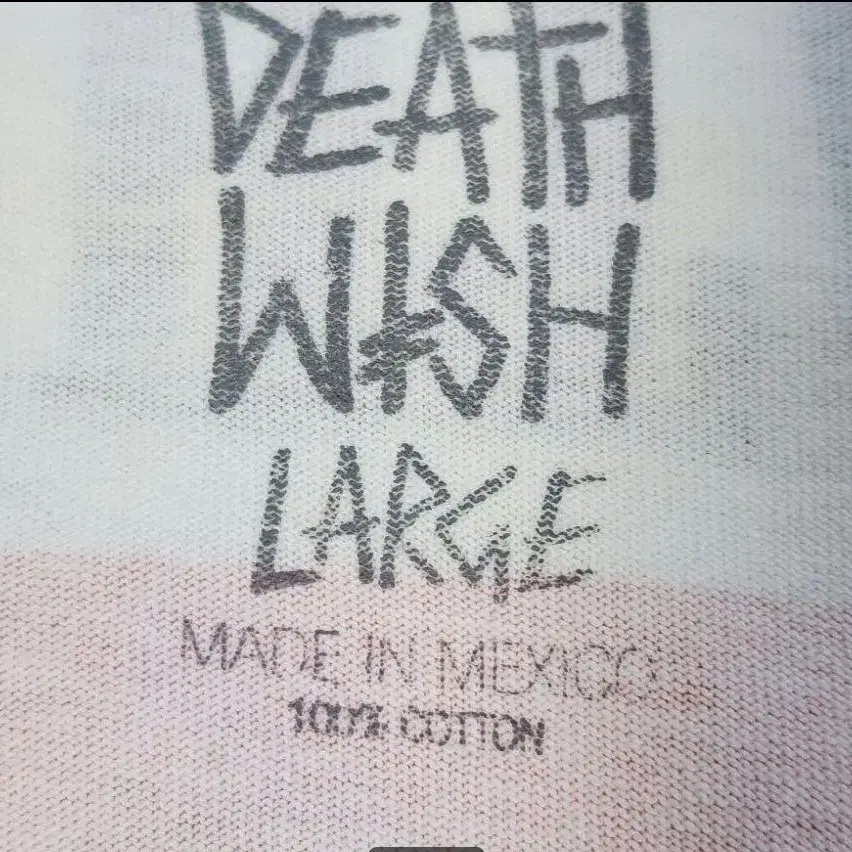 DEATH
WISH
LARGE
MADE IN MEXICO
100% COTTON